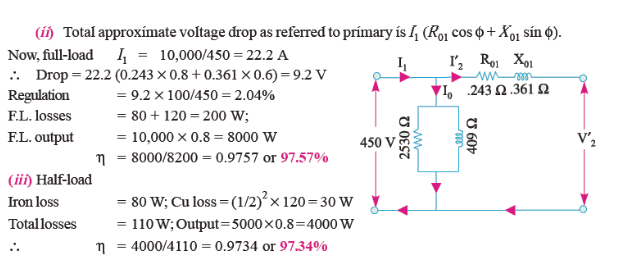 (ii) Total approximate voltage drop as referred to primary is I₁ (R₀₁ cos ϕ + X₀₁ sin ϕ).
Now, full-load I₁ = 10,000/450 = 22.2 A
∴ Drop = 22.2 (0.243 × 0.8 + 0.361 × 0.6) = 9.2 V
Regulation = 9.2 × 100/450 = 2.04%
F.L. losses = 80 + 120 = 200 W;
F.L. output = 10,000 × 0.8 = 8000 W
η = 8000/8200 = 0.9757 or 97.57%
(iii) Half-load
Iron loss = 80 W; Cu loss = (1/2)² × 120 = 30 W
Total losses = 110 W; Output = 5000 × 0.8 = 4000 W
∴ η = 4000/4110 = 0.9734 or 97.34%
I₁ I′₂ R₀₁ X₀₁
I₀ .243 Ω .361 Ω
450 V 2530 Ω 409 Ω V′₂